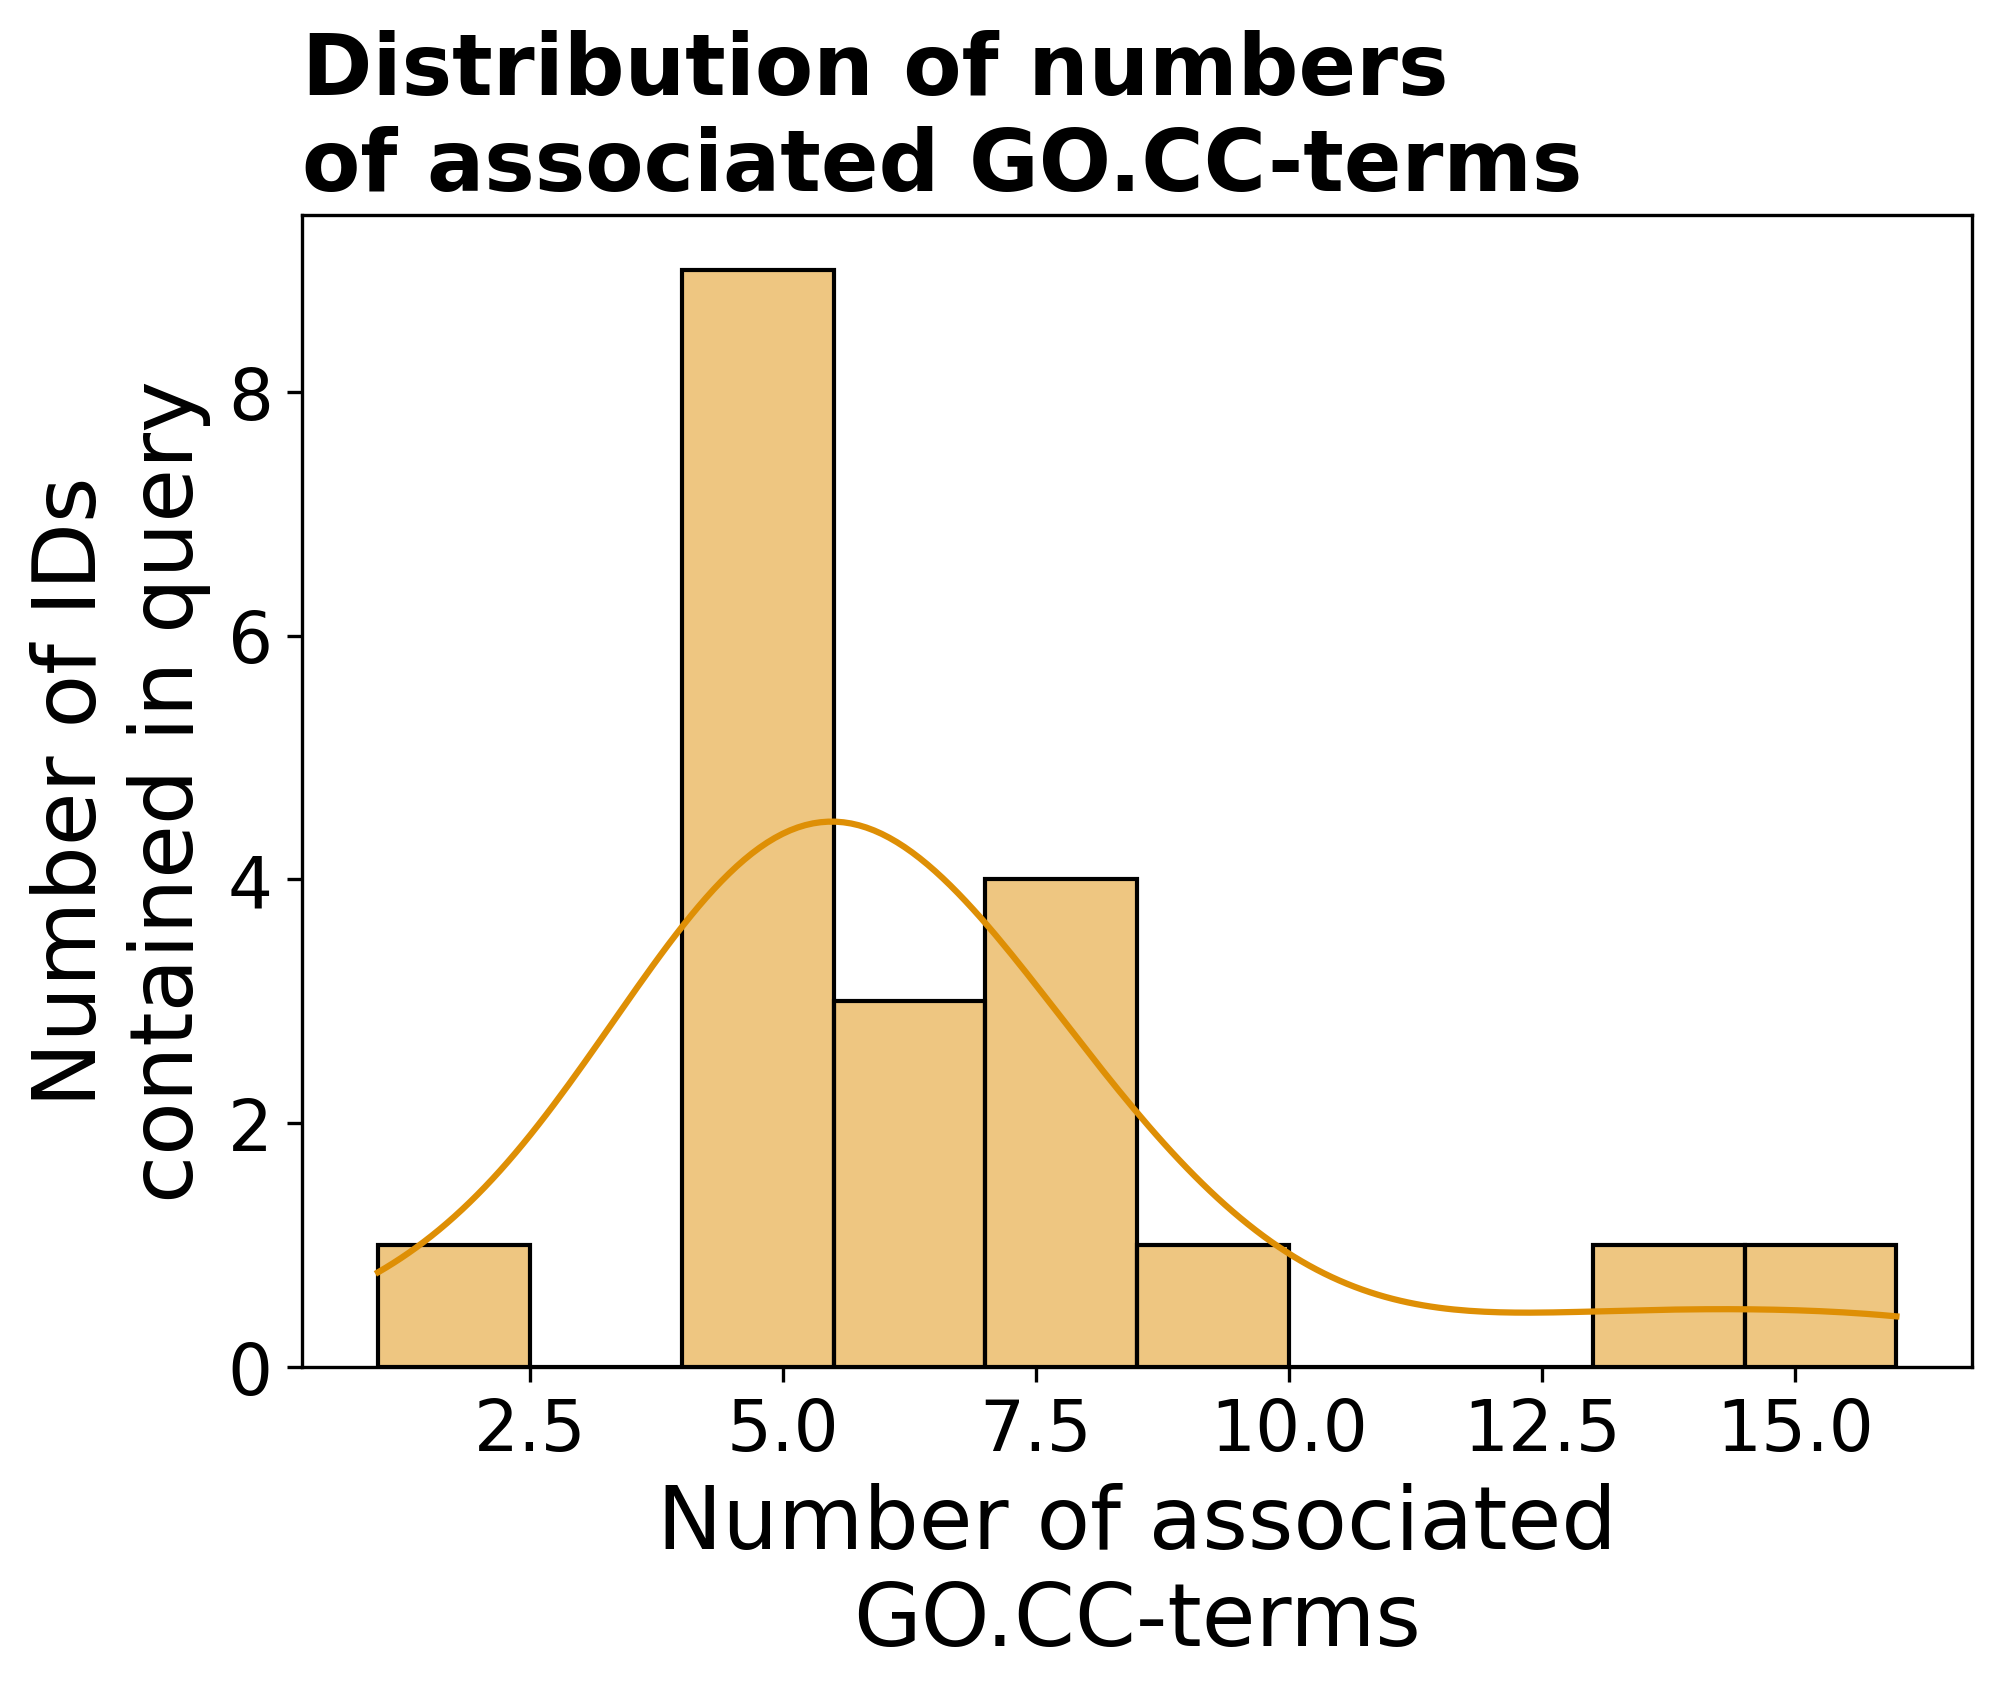 Distribution of numbers
of associated GO.CC-terms
Number of IDs
contained in query
8
6
4
2
0
2.5 5.0 7.5 10.0 12.5 15.0
Number of associated
GO.CC-terms